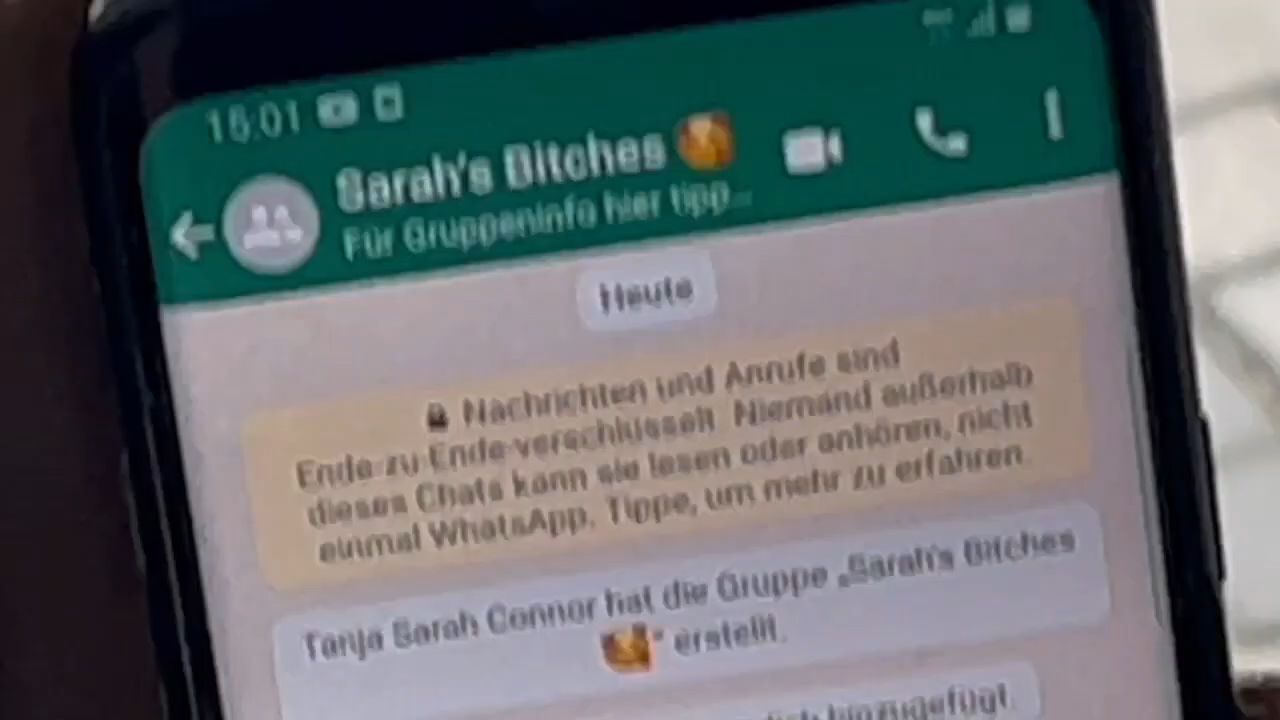 15:01
Sarah's Bitches
Für Gruppeninfo hier tipp...
Heute
Nachrichten und Anrufe sind
Ende-zu-Ende-verschlüsselt. Niemand außerhalb
dieses Chats kann sie lesen oder anhören, nicht
einmal WhatsApp. Tippe, um mehr zu erfahren.
Tanja Sarah Connor hat die Gruppe „Sarah's Bitches
“ erstellt.
hinzugefügt.